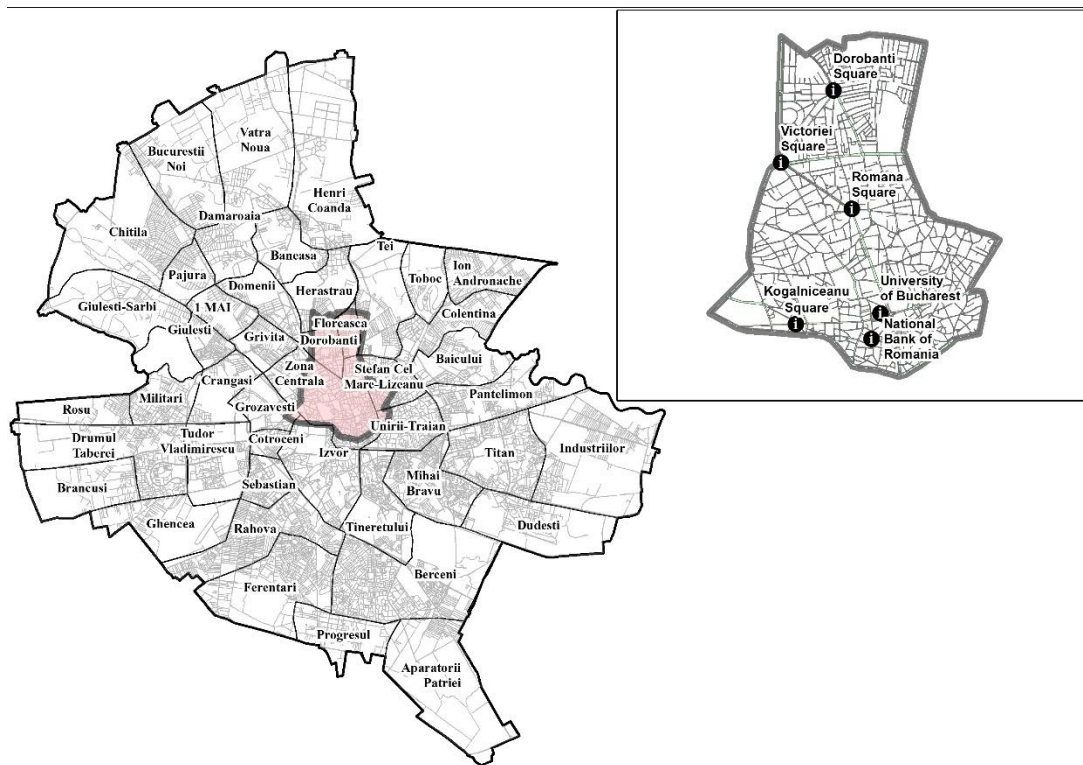 Vatra
Noua
Bucurestii
Noi
Henri
Coanda
Damaroaia
Chitila
Tei
Baneasa
Ion
Andronache
Toboc
Pajura
Domenii
Herastrau
Giulesti-Sarbi
1 MAI
Colentina
Floreasca
Giulesti
Grivita
Dorobanti
Baicului
Zona
Centrala
Stefan Cel
Mare-Lizeanu
Crangasi
Pantelimon
Militari
Grozavesti
Rosu
Unirii-Traian
Drumul
Taberei
Tudor
Vladimirescu
Cotroceni
Izvor
Titan
Industriilor
Mihai
Bravu
Brancusi
Sebastian
Ghencea
Rahova
Tineretului
Dudesti
Berceni
Ferentari
Progresul
Aparatorii
Patriei
Dorobanti
Square
i
Victoriei
Square
i
Romana
Square
i
Kogalniceanu
Square
i
University
of Bucharest
i
National
Bank of
Romania
i